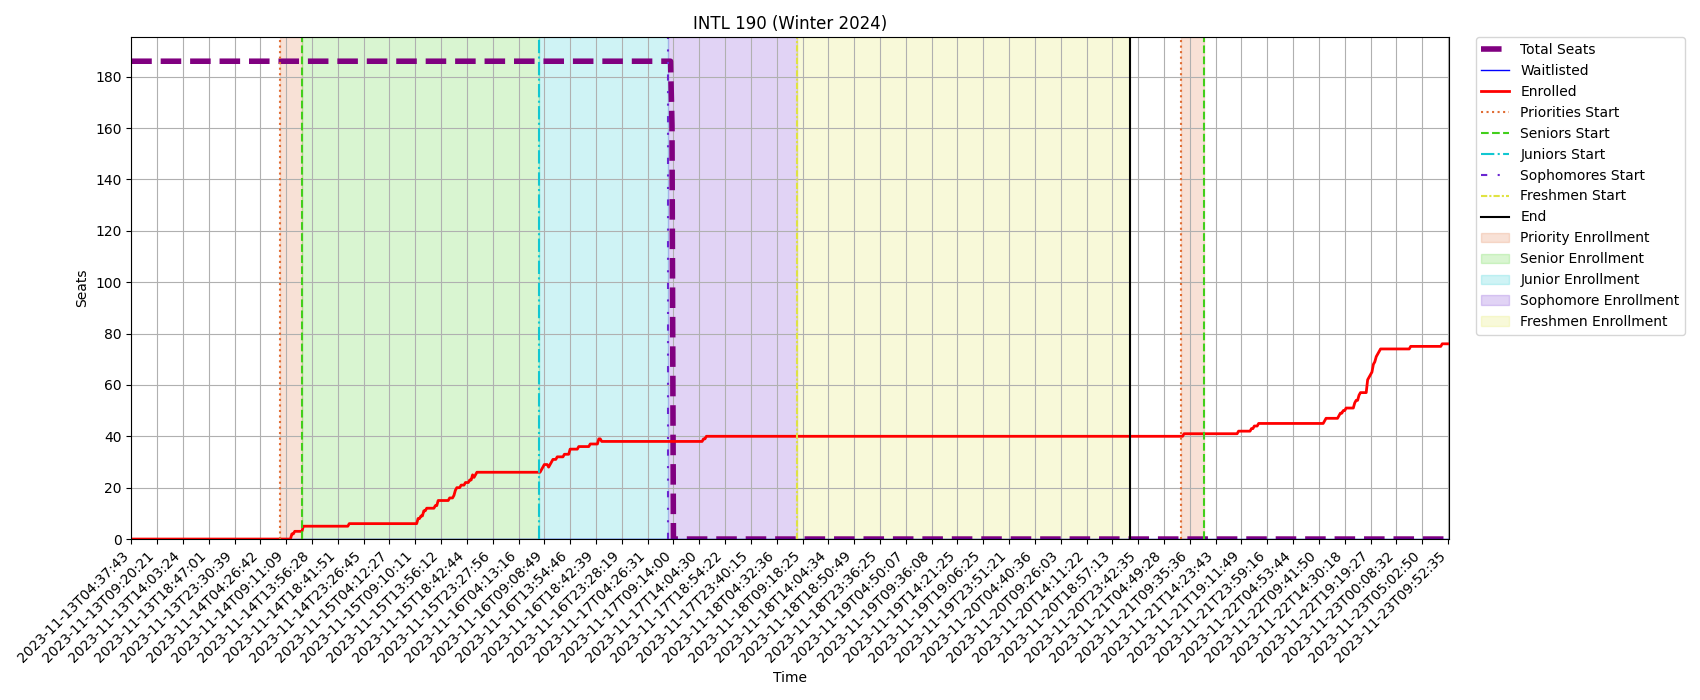 INTL 190 (Winter 2024)
Seats
180
160
140
120
100
80
60
40
20
0
2023-11-13T04:37:43
2023-11-13T09:20:21
2023-11-13T14:03:24
2023-11-13T18:47:01
2023-11-13T23:30:39
2023-11-14T04:26:42
2023-11-14T09:11:09
2023-11-14T13:56:28
2023-11-14T18:41:51
2023-11-14T23:26:45
2023-11-15T04:12:27
2023-11-15T09:10:11
2023-11-15T13:56:12
2023-11-15T18:42:44
2023-11-15T23:27:56
2023-11-16T04:13:16
2023-11-16T09:08:49
2023-11-16T13:54:46
2023-11-16T18:42:39
2023-11-16T23:28:19
2023-11-17T04:26:31
2023-11-17T09:14:00
2023-11-17T14:04:30
2023-11-17T18:54:22
2023-11-17T23:40:15
2023-11-18T04:32:36
2023-11-18T09:18:25
2023-11-18T14:04:34
2023-11-18T18:50:49
2023-11-18T23:36:25
2023-11-19T04:50:07
2023-11-19T09:36:08
2023-11-19T14:21:25
2023-11-19T19:06:25
2023-11-19T23:51:21
2023-11-20T04:40:36
2023-11-20T09:26:03
2023-11-20T14:11:22
2023-11-20T18:57:13
2023-11-20T23:42:35
2023-11-21T04:49:28
2023-11-21T09:35:36
2023-11-21T14:23:43
2023-11-21T19:11:49
2023-11-21T23:59:16
2023-11-22T04:53:44
2023-11-22T09:41:50
2023-11-22T14:30:18
2023-11-22T19:19:27
2023-11-23T00:08:32
2023-11-23T05:02:50
2023-11-23T09:52:35
Time
Total Seats
Waitlisted
Enrolled
Priorities Start
Seniors Start
Juniors Start
Sophomores Start
Freshmen Start
End
Priority Enrollment
Senior Enrollment
Junior Enrollment
Sophomore Enrollment
Freshmen Enrollment